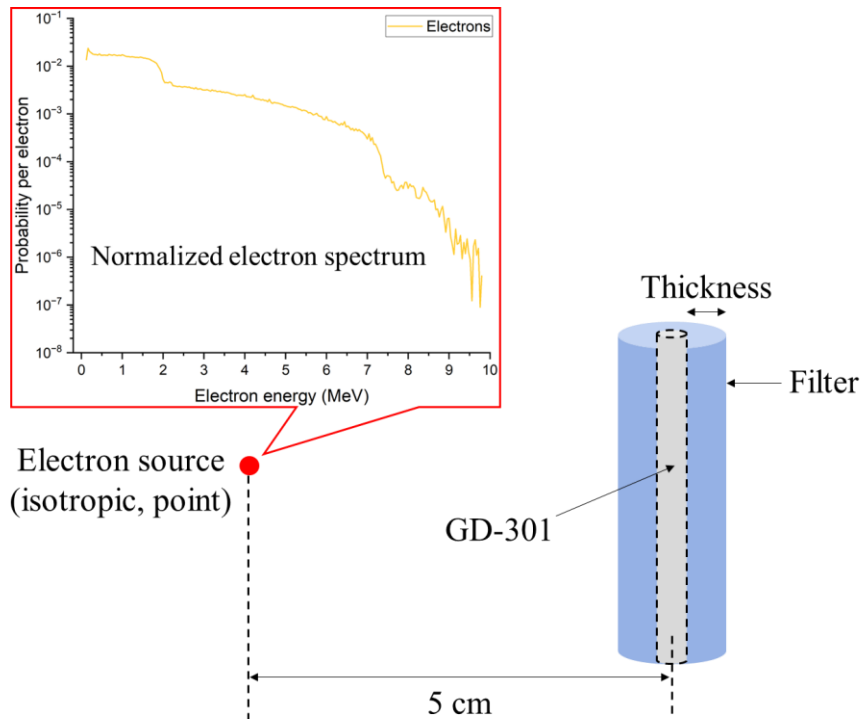 10⁻¹
10⁻²
10⁻³
10⁻⁴
10⁻⁵
10⁻⁶
10⁻⁷
10⁻⁸
Probability per electron
Electrons
Normalized electron spectrum
0 1 2 3 4 5 6 7 8 9 10
Electron energy (MeV)
Thickness
Filter
Electron source
(isotropic, point)
GD-301
5 cm